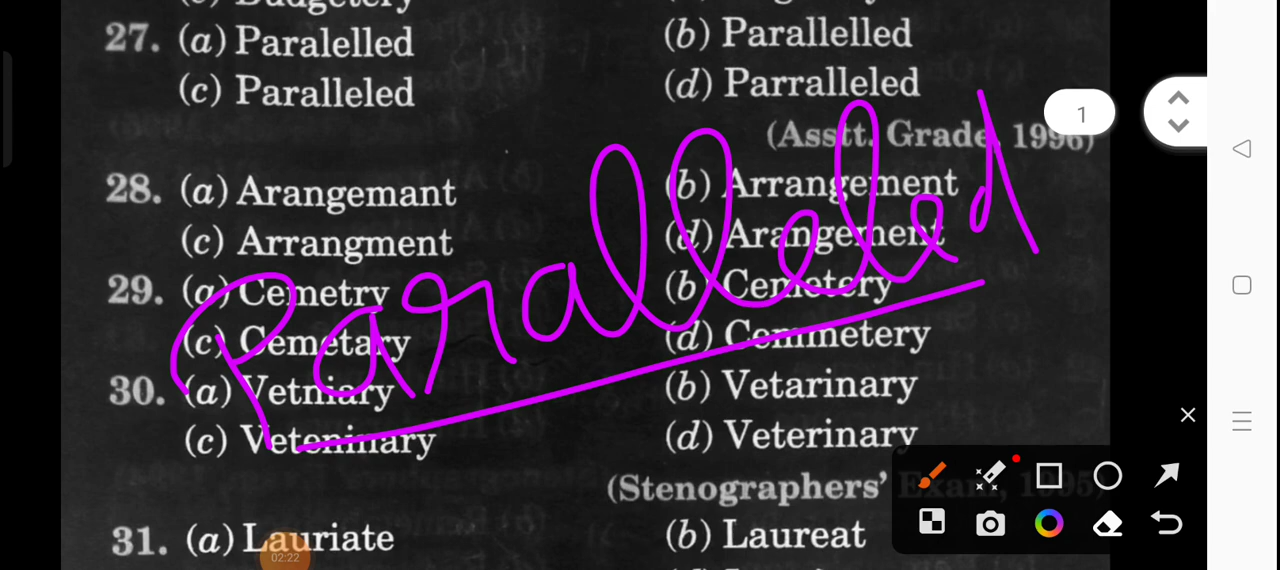 27. (a) Paralelled (b) Parallelled
(c) Paralleled (d) Parralleled
(Asstt. Grade, 1996)
28. (a) Arangemant (b) Arrangement
(c) Arrangment (d) Arangement
29. (a) Cemetry (b) Cemetery
(c) Cemetary (d) Cemmetery
30. (a) Vetniary (b) Vetarinary
(c) Veteninary (d) Veterinary
(Stenographers' Exam, 1995)
31. (a) Lauriate (b) Laureat
Paralleled
1
02:22